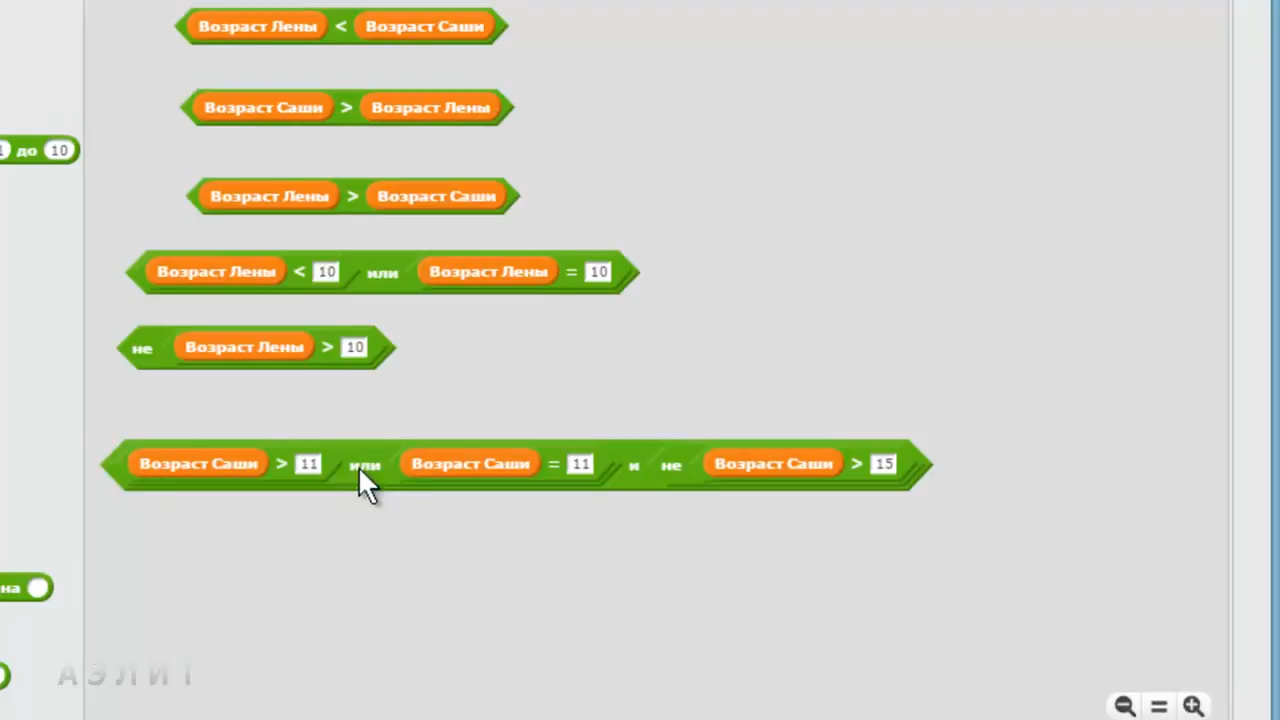 Возраст Лены < Возраст Саши
Возраст Саши > Возраст Лены
1 до 10
Возраст Лены > Возраст Саши
Возраст Лены < 10 или Возраст Лены = 10
не Возраст Лены > 10
Возраст Саши > 11 или Возраст Саши = 11 и не Возраст Саши > 15
на
АЭЛИТ